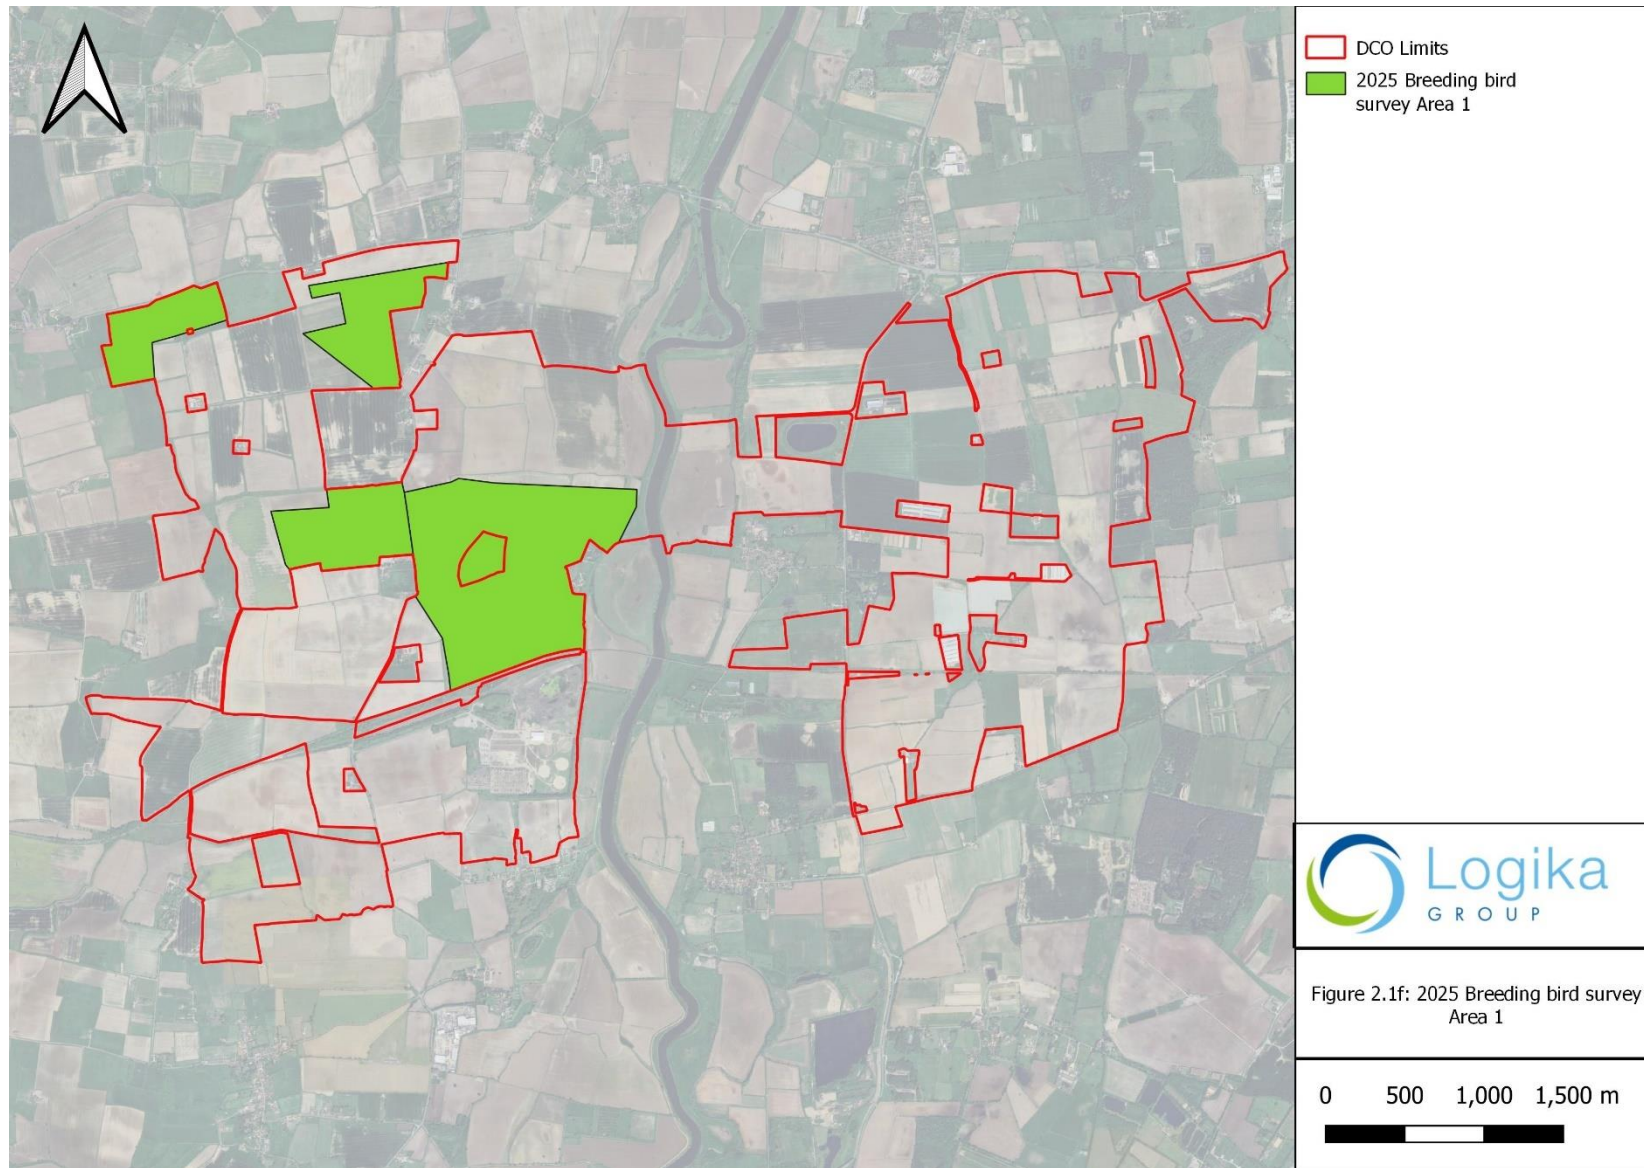 DCO Limits
2025 Breeding bird
survey Area 1
Logika
GROUP
Figure 2.1f: 2025 Breeding bird survey
Area 1
0 500 1,000 1,500 m